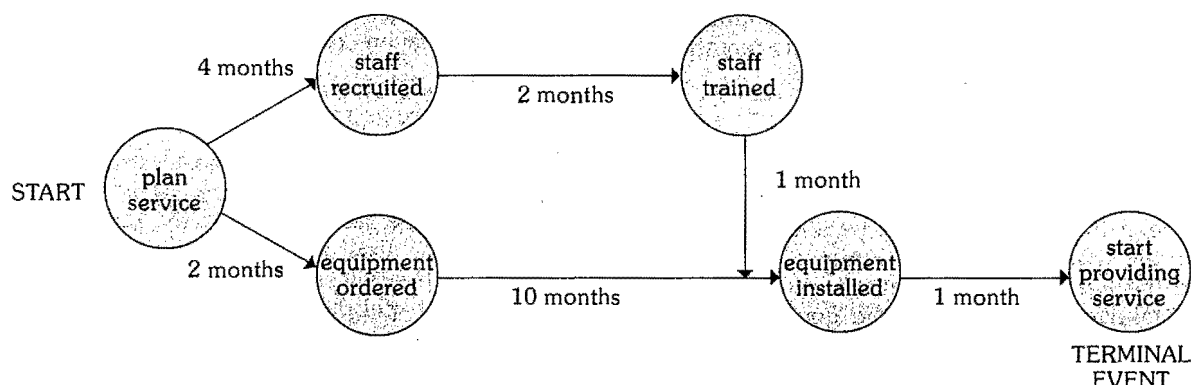 4 months
staff
recruited
2 months
staff
trained
START
plan
service
1 month
2 months
equipment
ordered
10 months
equipment
installed
1 month
start
providing
service
TERMINAL
EVENT